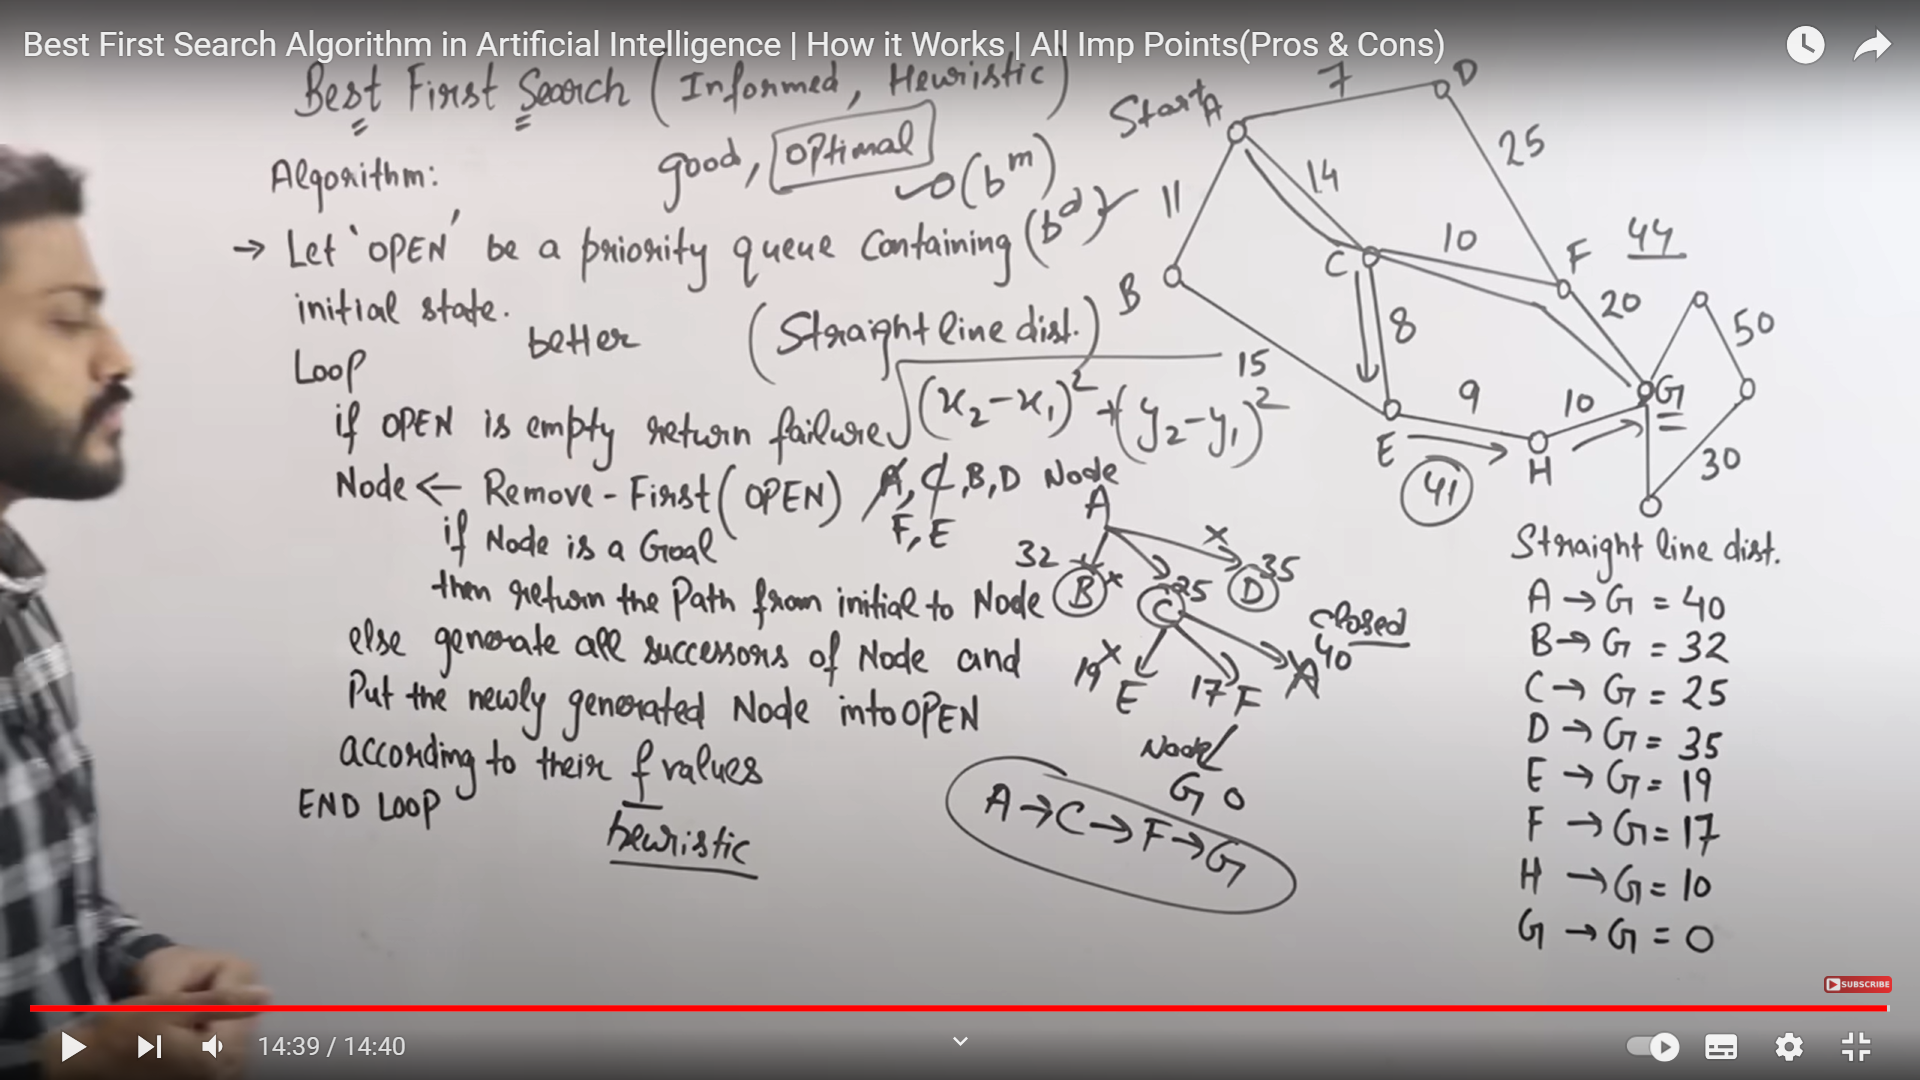 Best First Search Algorithm in Artificial Intelligence | How it Works | All Imp Points(Pros & Cons)
Best First Search (Informed, Heuristic)
good, optimal
Algorithm:
O(b^m)
(b^d)
→ Let 'OPEN' be a priority queue containing
initial state.
better
(Straight line dist.)
Loop
√(x₂-x₁)²+(y₂-y₁)²
if OPEN is empty return failure
Node ← Remove-First (OPEN) A, C, B, D Node
F, E
if Node is a Goal
then return the Path from initial to Node
else generate all successors of Node and
Put the newly generated Node into OPEN
according to their f values
heuristic
END LOOP
A
32 B
C 25
D 35
closed
19 E
17 F
A 40
Node
G 0
A→C→F→G
Start A
7
D
25
14
11
10
F
44
B
C
20
50
8
15
G
9
10
E
H
30
41
Straight line dist.
A → G = 40
B → G = 32
C → G = 25
D → G = 35
E → G = 19
F → G = 17
H → G = 10
G → G = 0
SUBSCRIBE
14:39 / 14:40